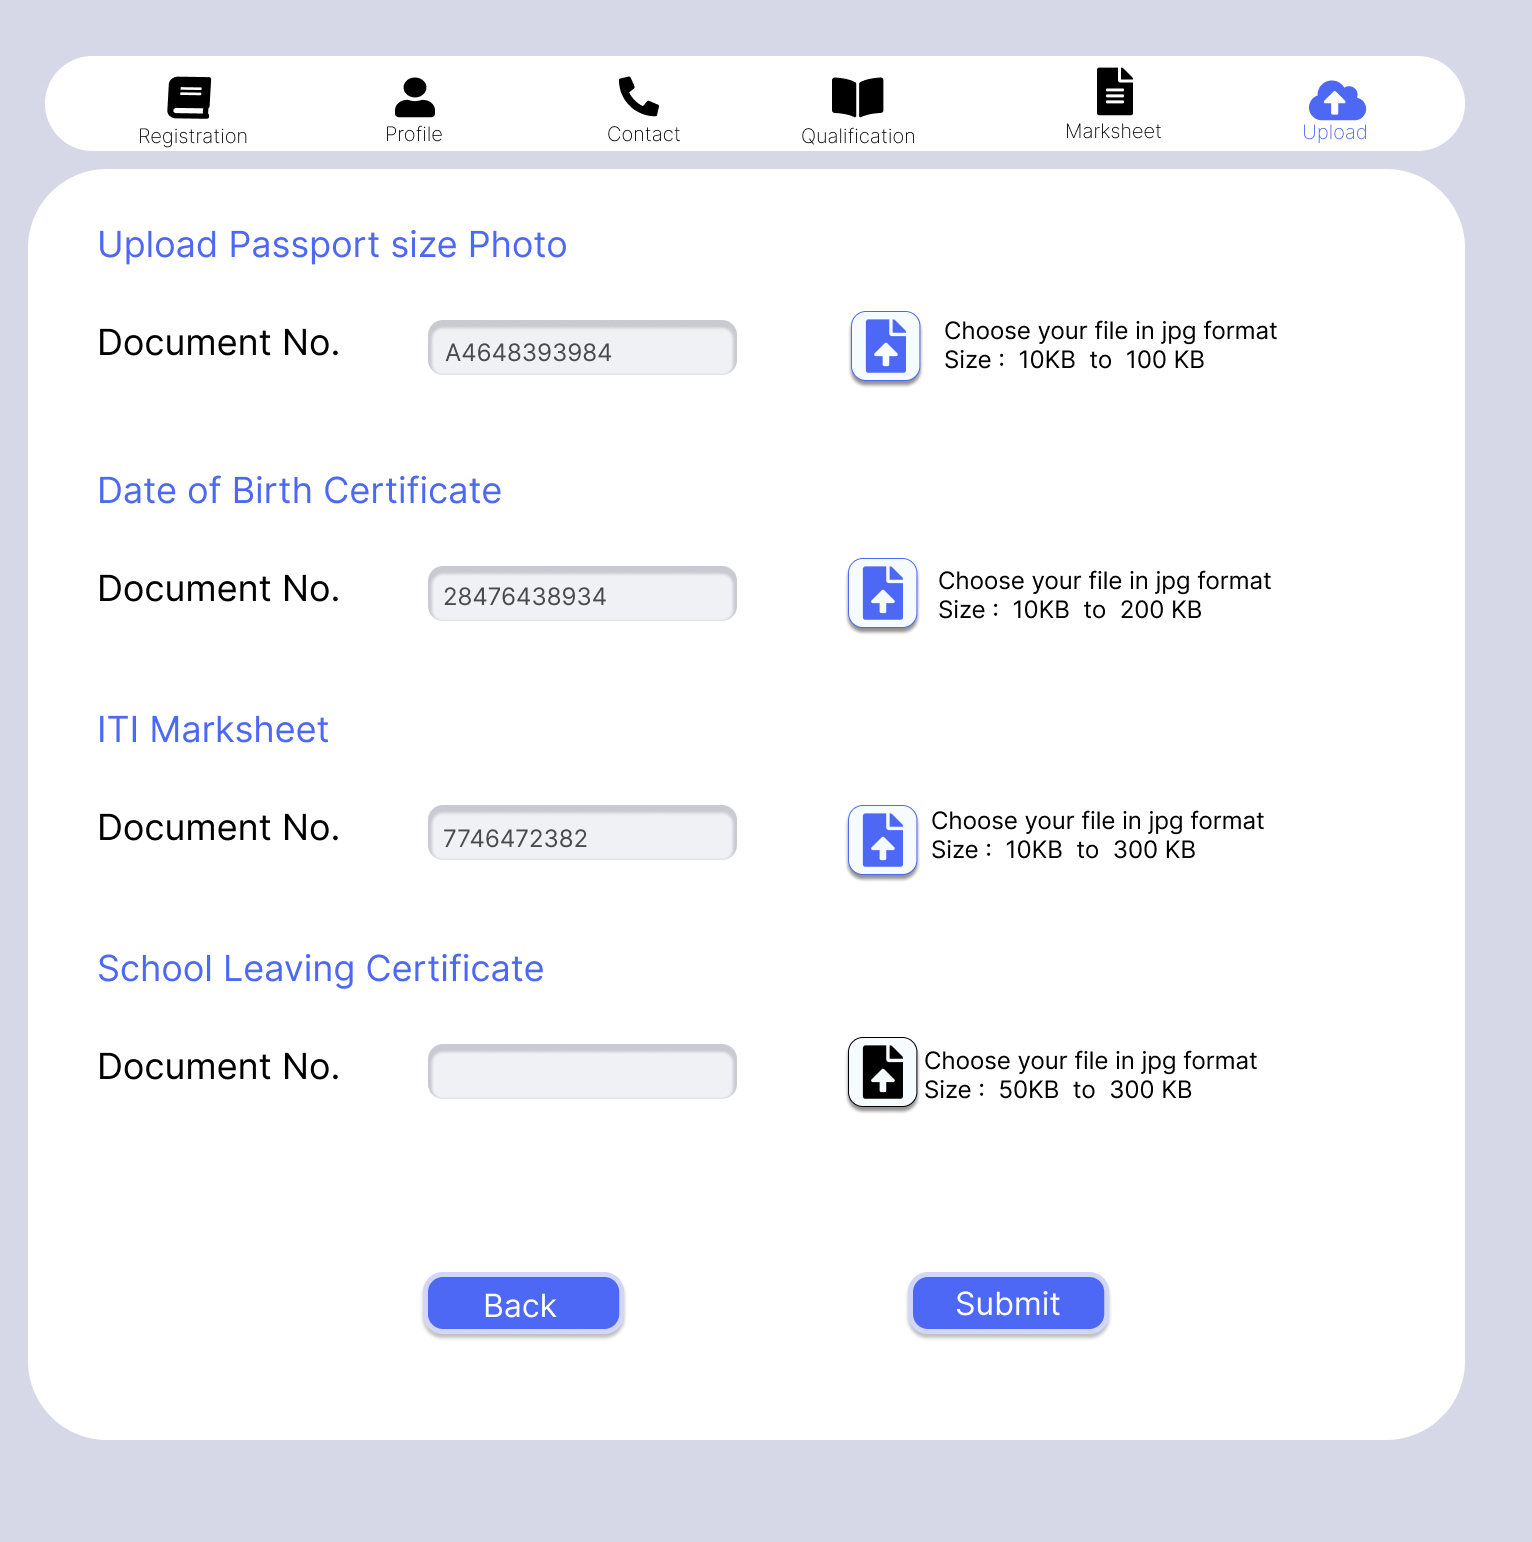 Registration
Profile
Contact
Qualification
Marksheet
Upload
Upload Passport size Photo
Document No.
A4648393984
Choose your file in jpg format
Size : 10KB to 100 KB
Date of Birth Certificate
Document No.
28476438934
Choose your file in jpg format
Size : 10KB to 200 KB
ITI Marksheet
Document No.
7746472382
Choose your file in jpg format
Size : 10KB to 300 KB
School Leaving Certificate
Document No.
Choose your file in jpg format
Size : 50KB to 300 KB
Back
Submit